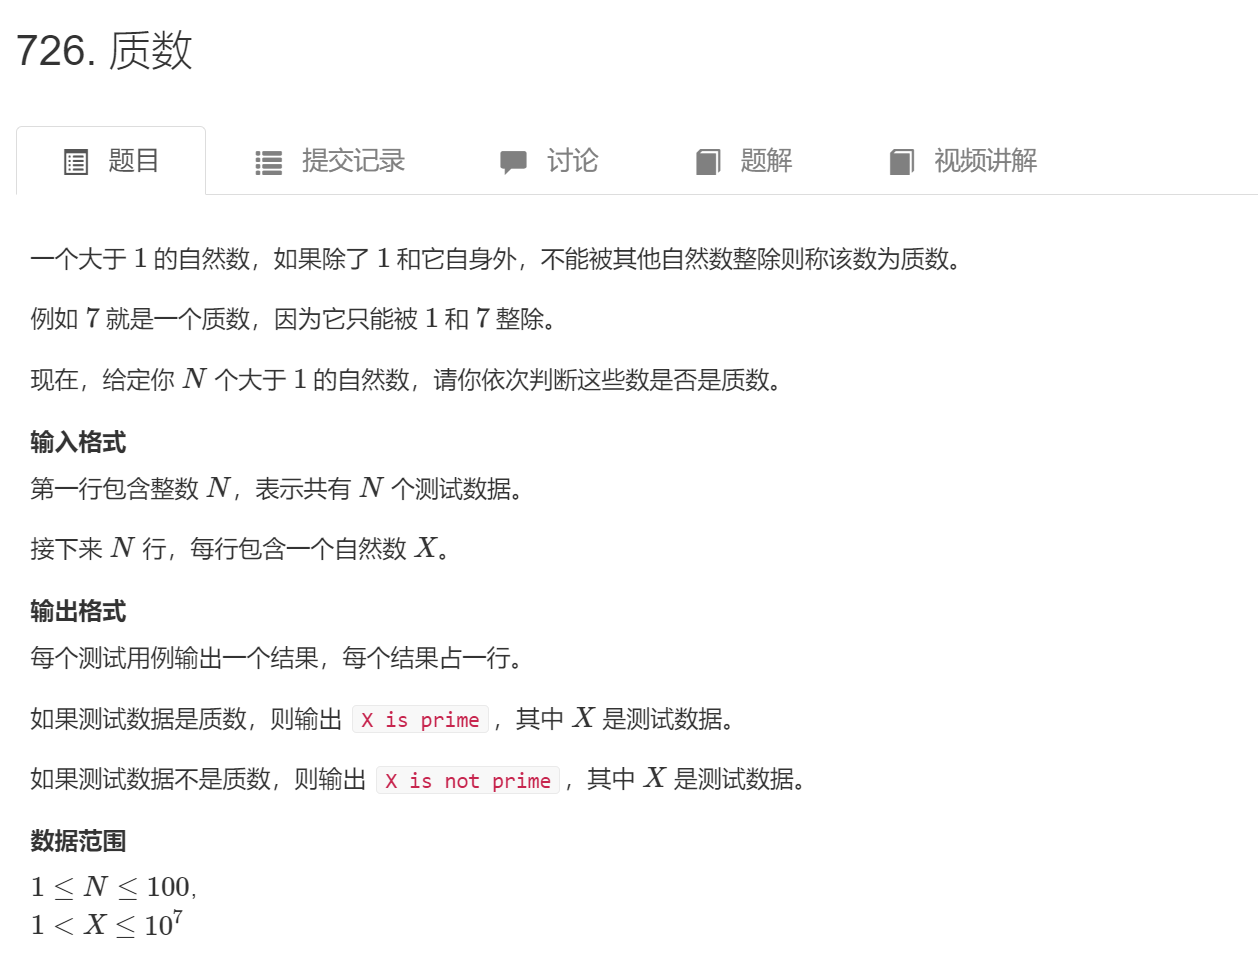 726. 质数
题目 提交记录 讨论 题解 视频讲解
一个大于 1 的自然数，如果除了 1 和它自身外，不能被其他自然数整除则称该数为质数。
例如 7 就是一个质数，因为它只能被 1 和 7 整除。
现在，给定你 N 个大于 1 的自然数，请你依次判断这些数是否是质数。
输入格式
第一行包含整数 N，表示共有 N 个测试数据。
接下来 N 行，每行包含一个自然数 X。
输出格式
每个测试用例输出一个结果，每个结果占一行。
如果测试数据是质数，则输出 X is prime，其中 X 是测试数据。
如果测试数据不是质数，则输出 X is not prime，其中 X 是测试数据。
数据范围
1 ≤ N ≤ 100,
1 < X ≤ 10⁷